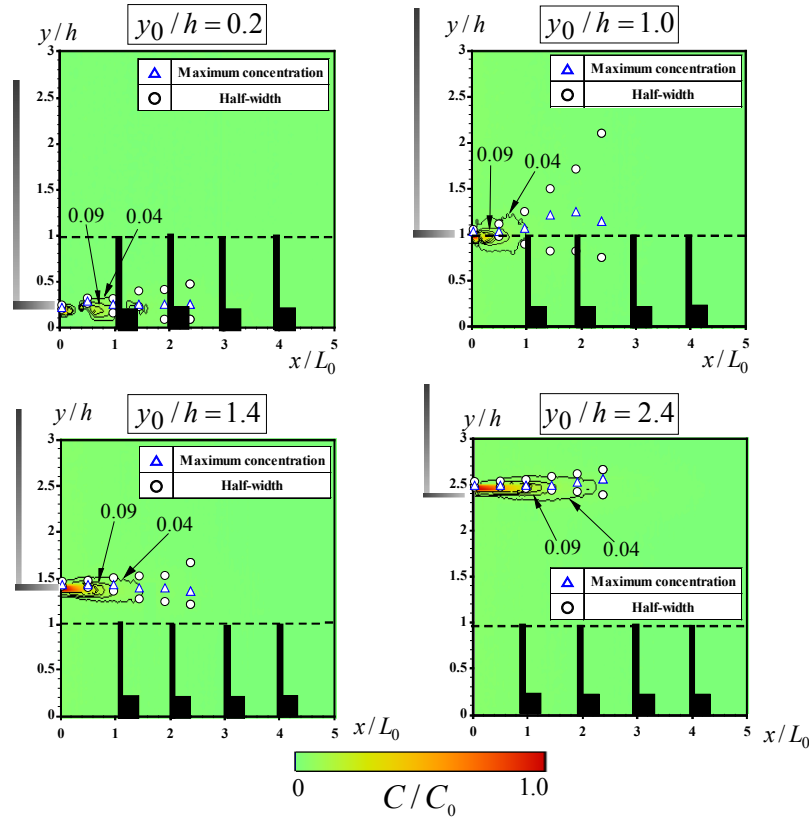 y/h
y₀/h=0.2
3
2.5
2
1.5
1
0.5
0
Maximum concentration
Half-width
0.09
0.04
0
1
2
3
4
5
x/L₀
y/h
y₀/h=1.0
3
2.5
2
1.5
1
0.5
0
Maximum concentration
Half-width
0.09
0.04
0
1
2
3
4
5
x/L₀
y/h
y₀/h=1.4
3
2.5
2
1.5
1
0.5
0
Maximum concentration
Half-width
0.09
0.04
0
1
2
3
4
5
x/L₀
y/h
y₀/h=2.4
3
2.5
2
1.5
1
0.5
0
0.09
0.04
Maximum concentration
Half-width
0
1
2
3
4
5
x/L₀
0
1.0
C/C₀